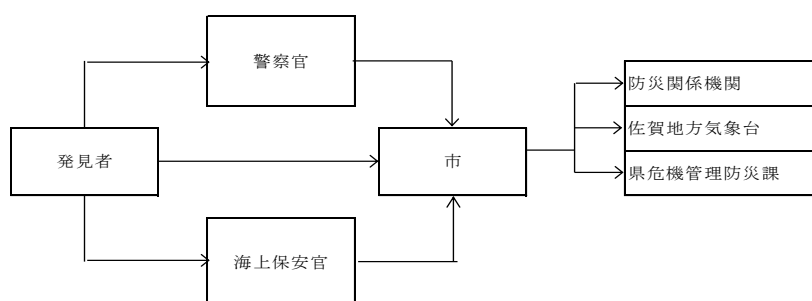 警察官
防災関係機関
佐賀地方気象台
発見者
市
県危機管理防災課
海上保安官